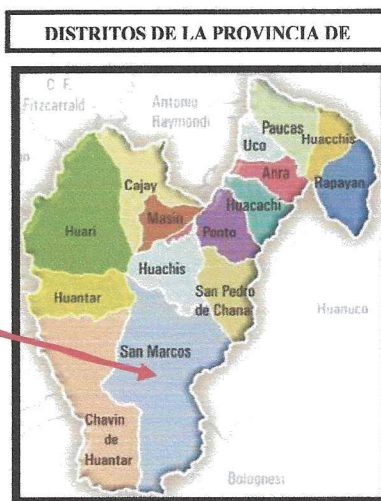 DISTRITOS DE LA PROVINCIA DE
C. F.
Fitzcarrald
Antonio
Raymondi
Paucas
Huacchis
Uco
Anra
Rapayan
Cajay
Huacachi
Masin
Huari
Ponto
Huachis
Huantar
San Pedro
de Chana
Huanuco
San Marcos
Chavin
de
Huantar
Bolognesi